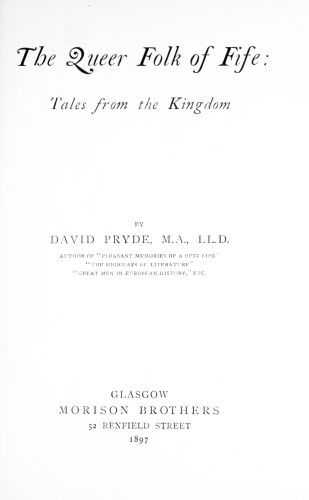 The Queer Folk of Fife:
Tales from the Kingdom
BY
DAVID PRYDE, M.A., LL.D.
AUTHOR OF "PLEASANT MEMORIES OF A BUSY LIFE"
"THE HIGHWAYS OF LITERATURE"
"GREAT MEN IN EUROPEAN HISTORY," ETC.
GLASGOW
MORISON BROTHERS
52 RENFIELD STREET
1897